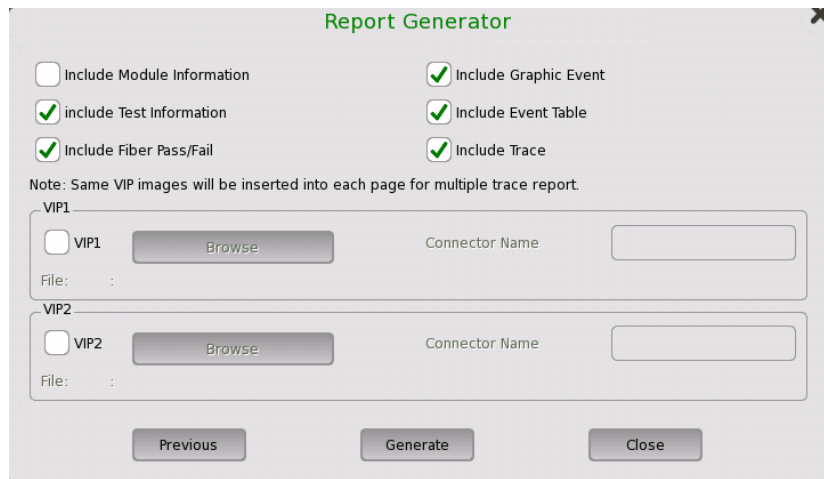 Report Generator
Include Module Information
Include Graphic Event
include Test Information
Include Event Table
Include Fiber Pass/Fail
Include Trace
Note: Same VIP images will be inserted into each page for multiple trace report.
VIP1
VIP1 Browse Connector Name
File: :
VIP2
VIP2 Browse Connector Name
File: :
Previous Generate Close